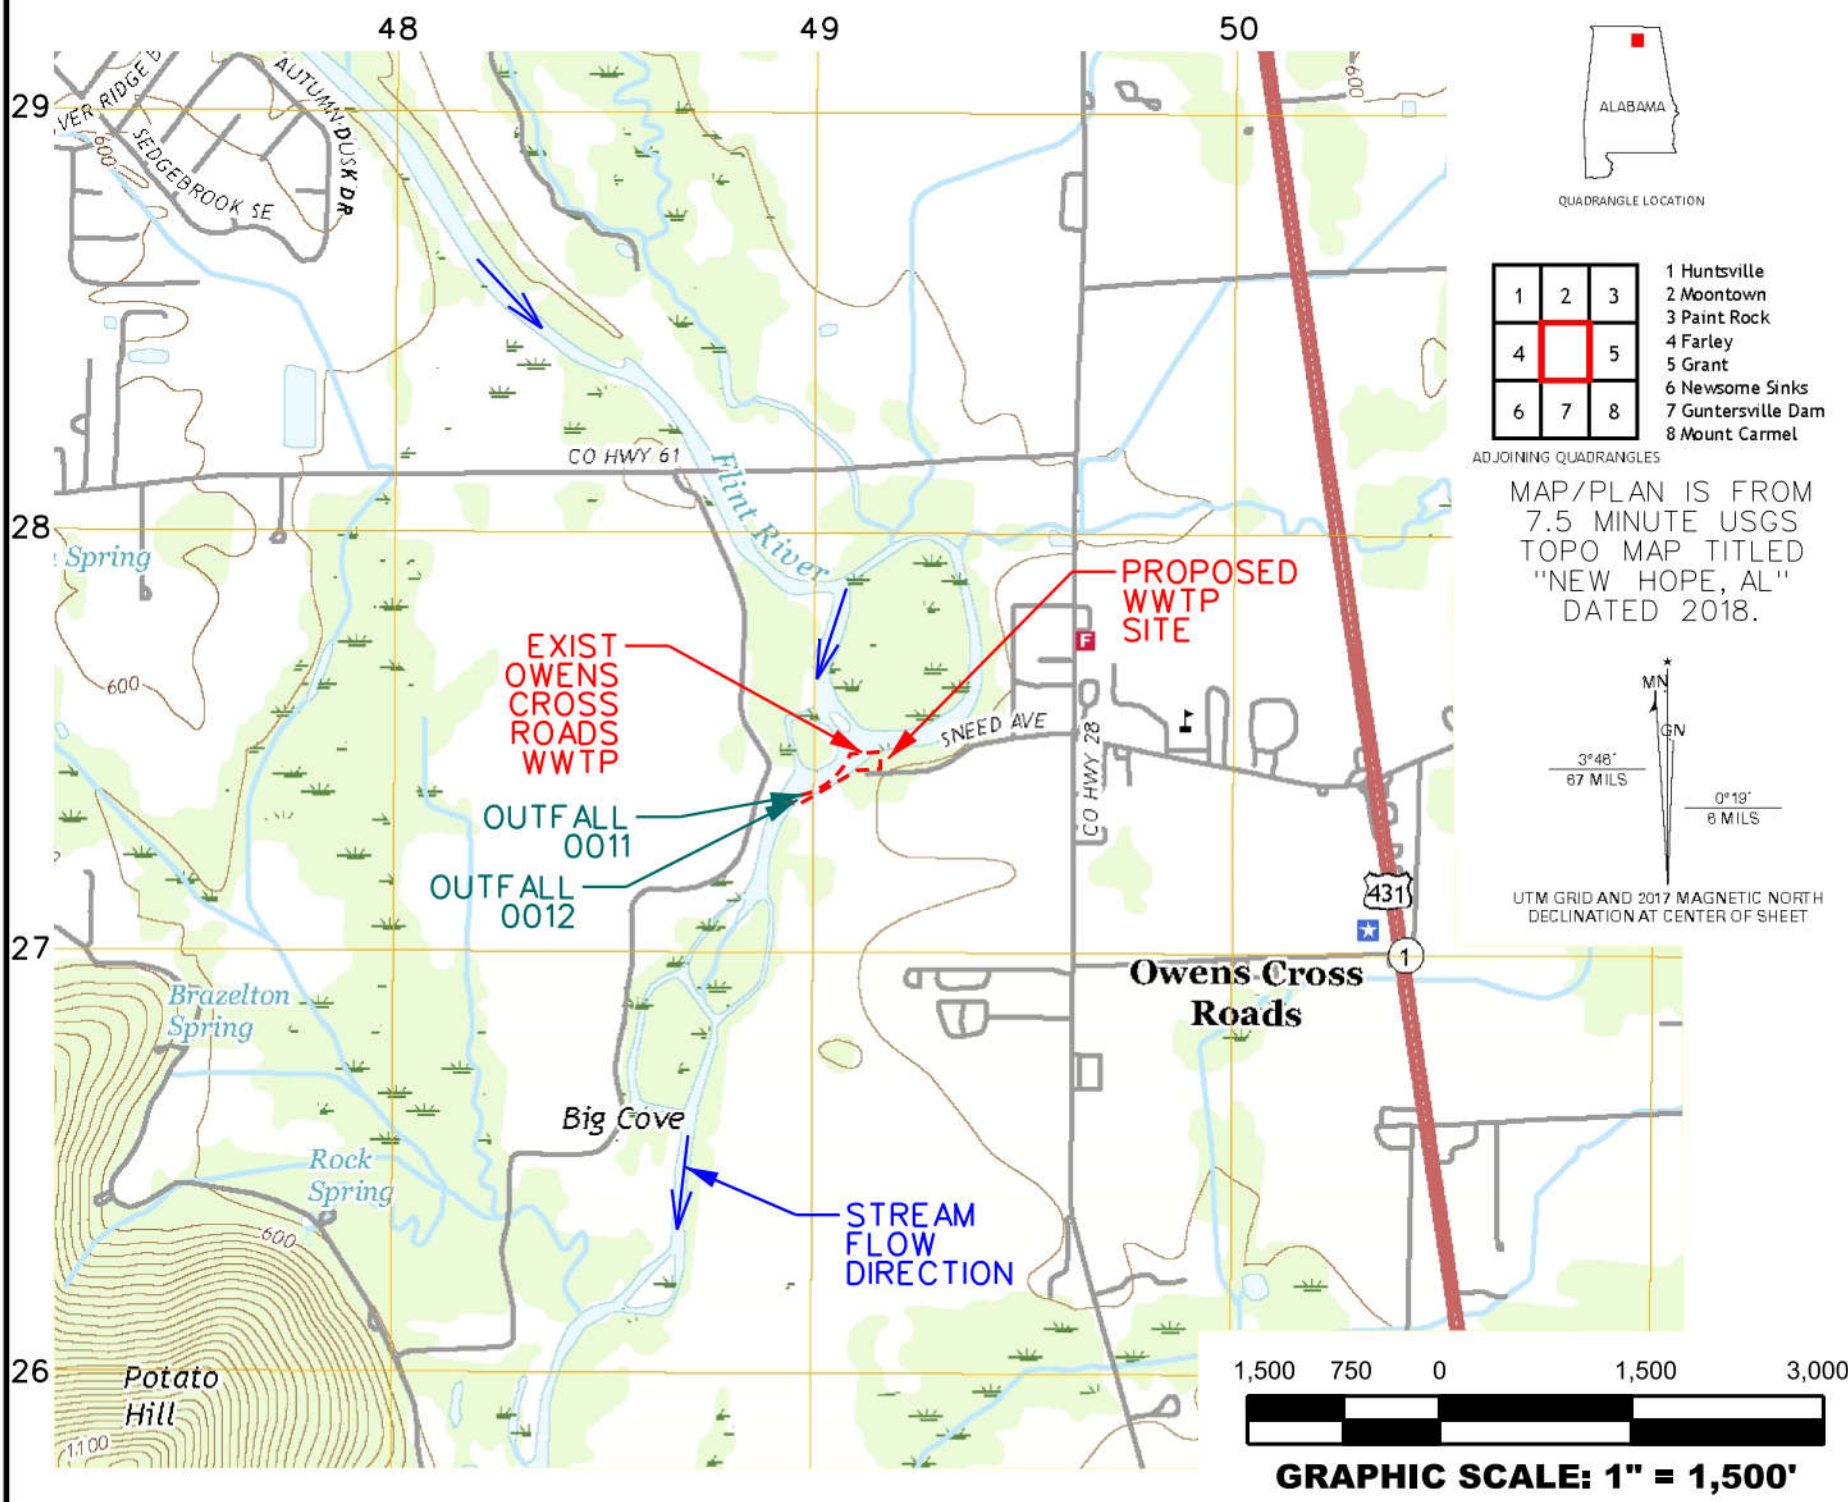 48
49
50
29
28
27
26
VER RIDGE
AUTUMN DUSK DR
SEDGEBROOK SE
600
600
CO HWY 61
Flint River
Spring
600
EXIST
OWENS
CROSS
ROADS
WWTP
PROPOSED
WWTP
SITE
F
SNEED AVE
CO HWY 28
OUTFALL
0011
OUTFALL
0012
431
1
Owens Cross
Roads
Brazelton
Spring
Big Cove
Rock
Spring
600
STREAM
FLOW
DIRECTION
Potato
Hill
1100
ALABAMA
QUADRANGLE LOCATION
1 2 3
4 5
6 7 8
1 Huntsville
2 Moontown
3 Paint Rock
4 Farley
5 Grant
6 Newsome Sinks
7 Guntersville Dam
8 Mount Carmel
ADJOINING QUADRANGLES
MAP/PLAN IS FROM
7.5 MINUTE USGS
TOPO MAP TITLED
"NEW HOPE, AL"
DATED 2018.
MN
GN
3°46'
67 MILS
0°19'
6 MILS
UTM GRID AND 2017 MAGNETIC NORTH
DECLINATION AT CENTER OF SHEET
1,500 750 0 1,500 3,000
GRAPHIC SCALE: 1" = 1,500'